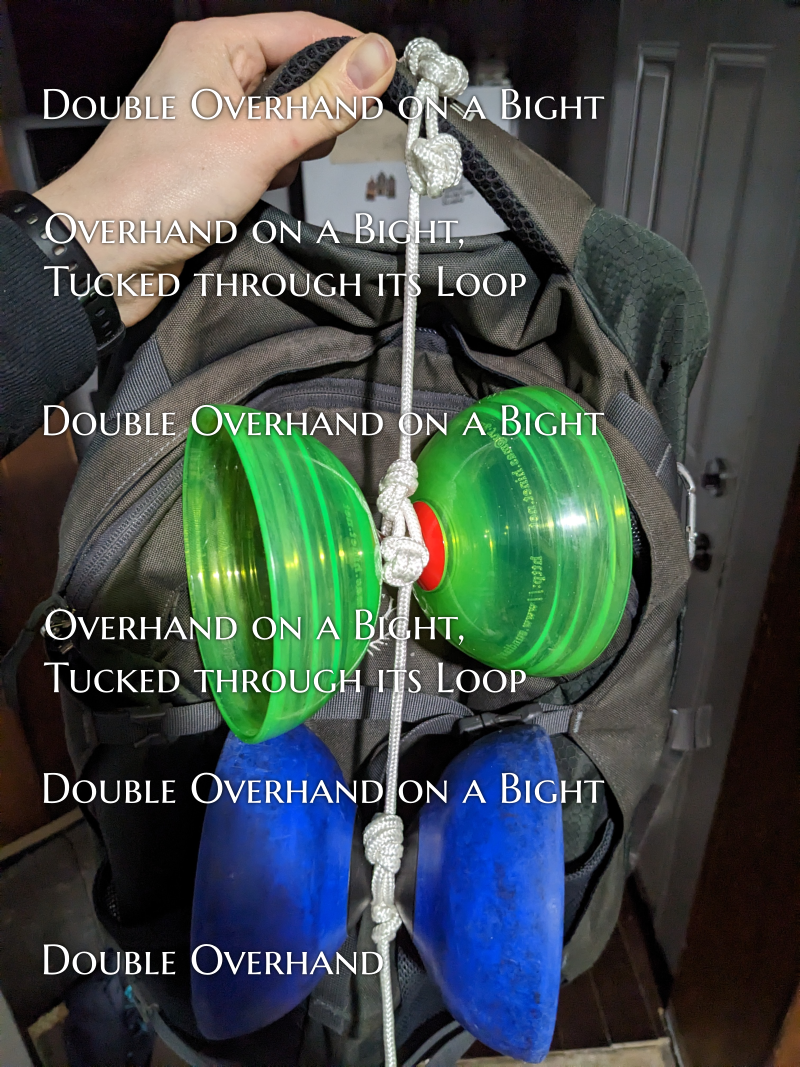 Double Overhand on a Bight
Overhand on a Bight,
Tucked through its Loop
Double Overhand on a Bight
Overhand on a Bight,
Tucked through its Loop
Double Overhand on a Bight
Double Overhand